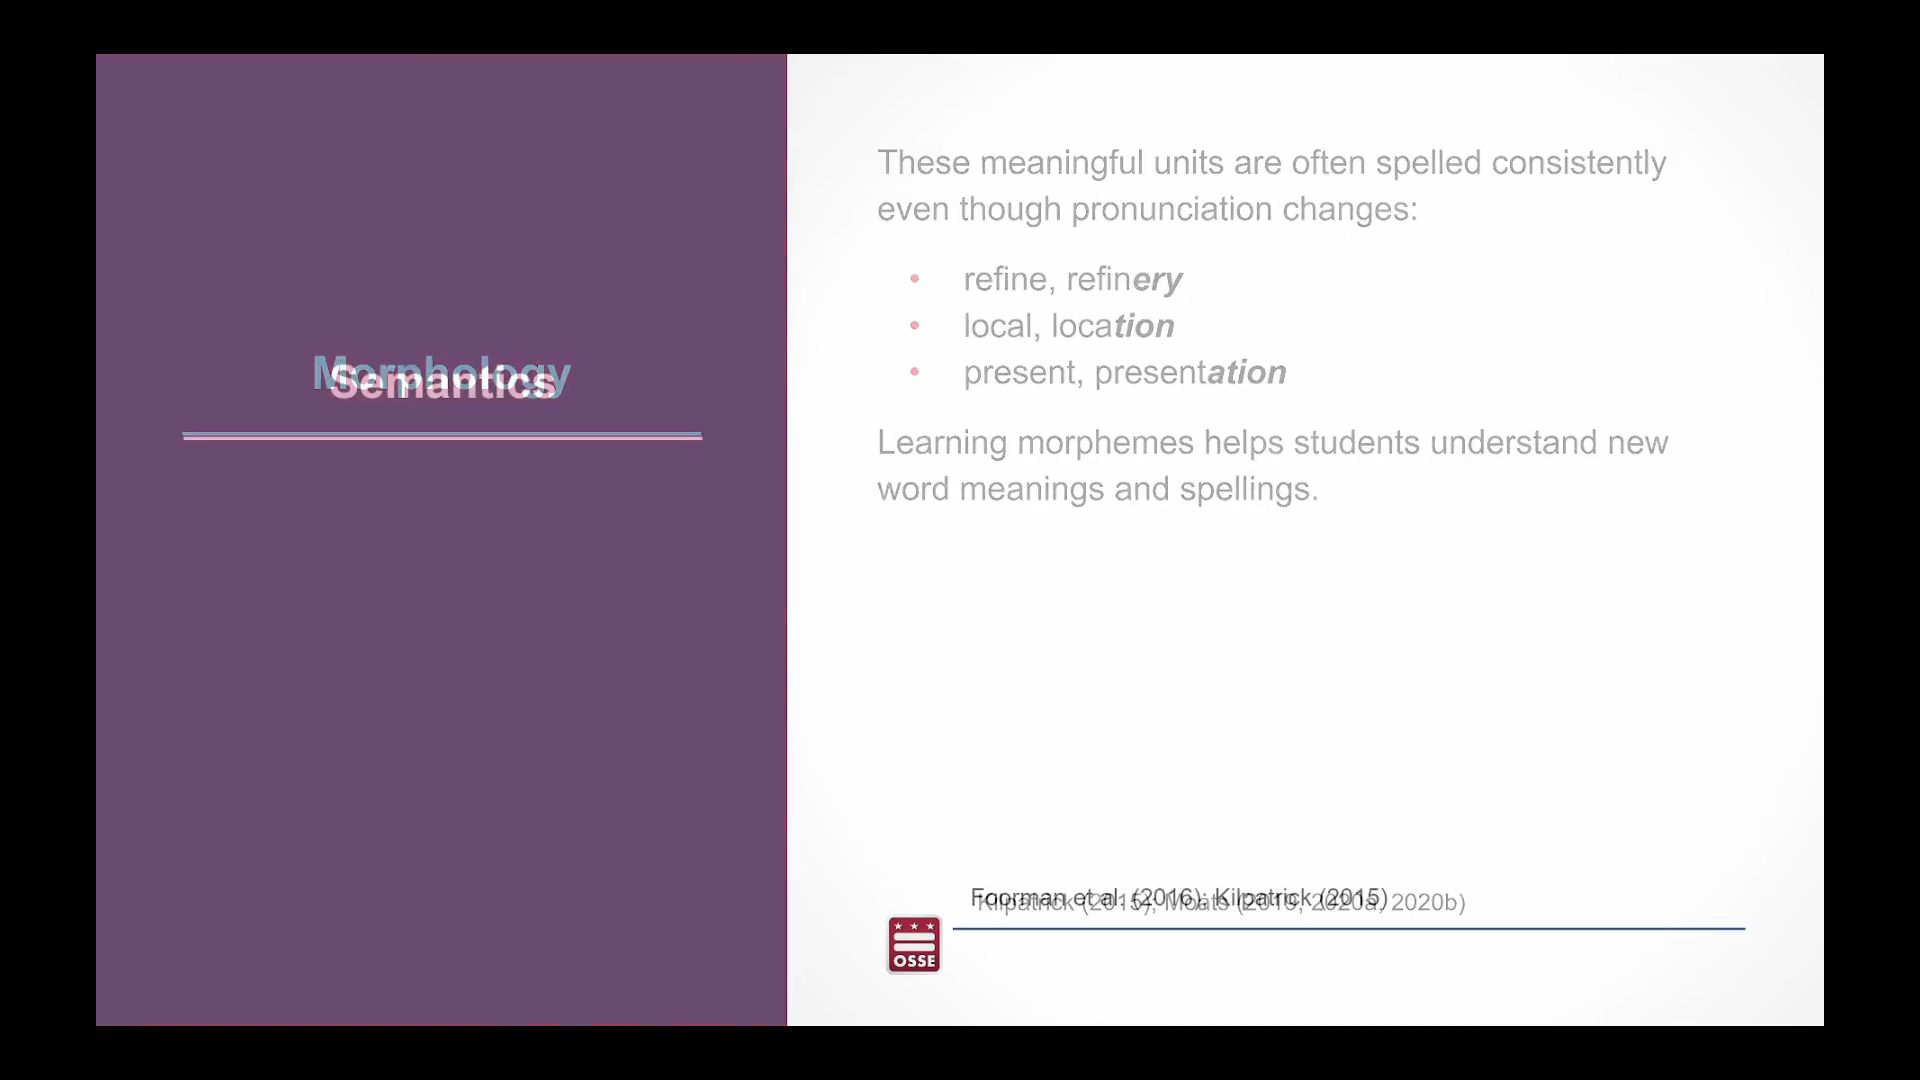 Morphology
Semantics
These meaningful units are often spelled consistently
even though pronunciation changes:
• refine, refinery
• local, location
• present, presentation
Learning morphemes helps students understand new
word meanings and spellings.
Foorman et al. (2016); Kilpatrick (2015)
Kilpatrick (2015); Moats (2019, 2020a, 2020b)
OSSE